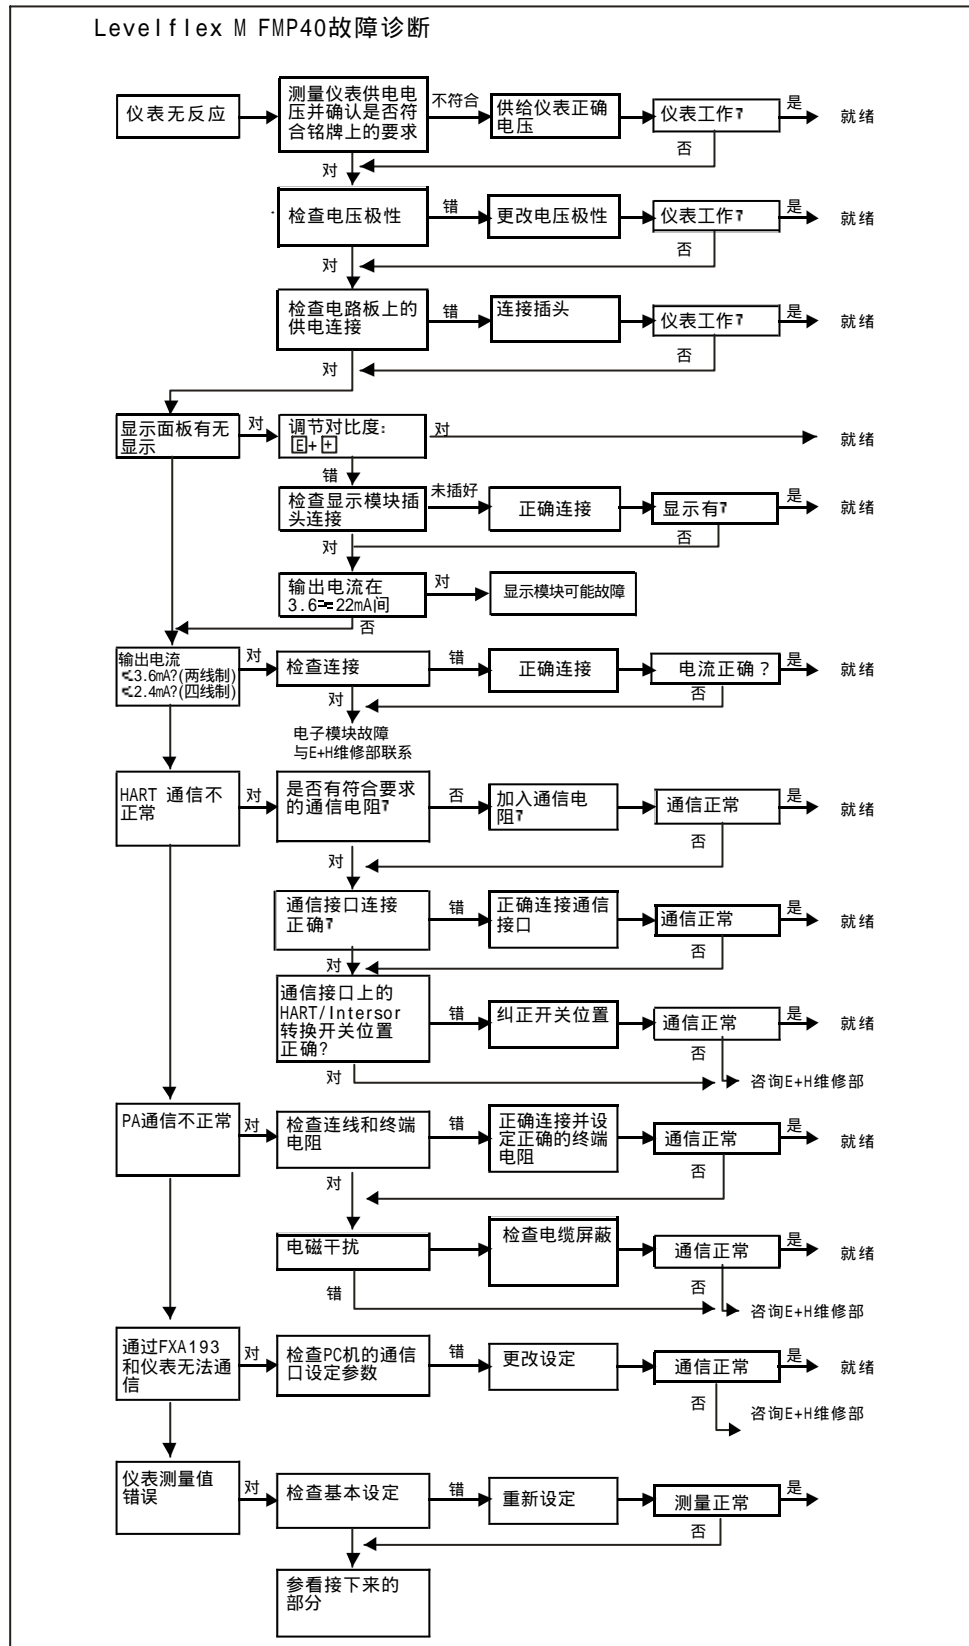 Levelflex M FMP40故障诊断
仪表无反应
测量仪表供电电
压并确认是否符
合铭牌上的要求
不符合
供给仪表正确
电压
仪表工作?
是
就绪
否
对
检查电压极性
错
更改电压极性
仪表工作?
是
就绪
否
对
检查电路板上的
供电连接
错
连接插头
仪表工作?
是
就绪
否
对
显示面板有无
显示
对
调节对比度:
E+ +
对
就绪
错
检查显示模块插
头连接
未插好
正确连接
显示有?
是
就绪
否
对
输出电流在
3.6 22mA间
对
显示模块可能故障
否
输出电流
≤3.6mA?(两线制)
≤2.4mA?(四线制)
对
检查连接
错
正确连接
电流正确?
是
就绪
否
对
电子模块故障
与E+H维修部联系
HART 通信不
正常
对
是否有符合要求
的通信电阻?
否
加入通信电
阻?
通信正常
是
就绪
否
对
通信接口连接
正确?
错
正确连接通信
接口
通信正常
是
就绪
否
对
通信接口上的
HART/Intersor
转换开关位置
正确?
错
纠正开关位置
通信正常
是
就绪
否
对
咨询E+H维修部
PA通信不正常
对
检查连线和终端
电阻
错
正确连接并设
定正确的终端
电阻
通信正常
是
就绪
否
对
电磁干扰
检查电缆屏蔽
通信正常
是
就绪
否
错
咨询E+H维修部
通过FXA193
和仪表无法通
信
对
检查PC机的通信
口设定参数
错
更改设定
通信正常
是
就绪
否
咨询E+H维修部
仪表测量值
错误
对
检查基本设定
错
重新设定
测量正常
是
否
参看接下来的
部分